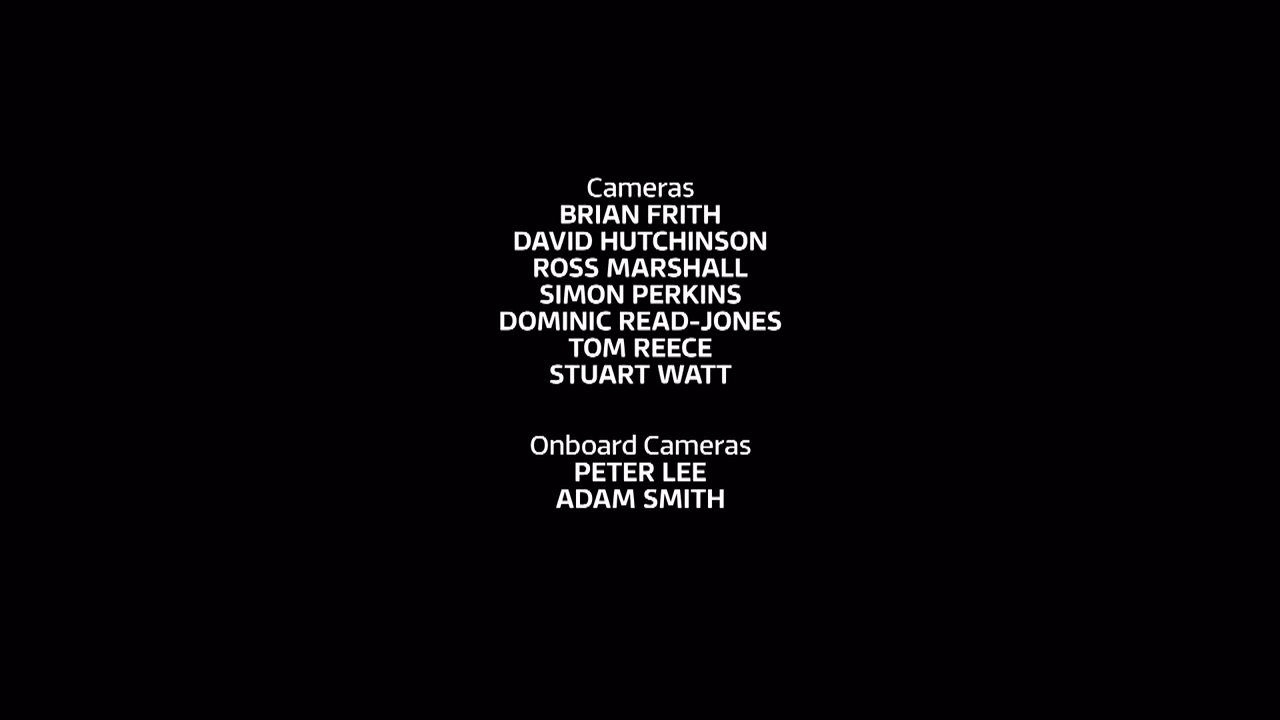 Cameras
BRIAN FRITH
DAVID HUTCHINSON
ROSS MARSHALL
SIMON PERKINS
DOMINIC READ-JONES
TOM REECE
STUART WATT
Onboard Cameras
PETER LEE
ADAM SMITH